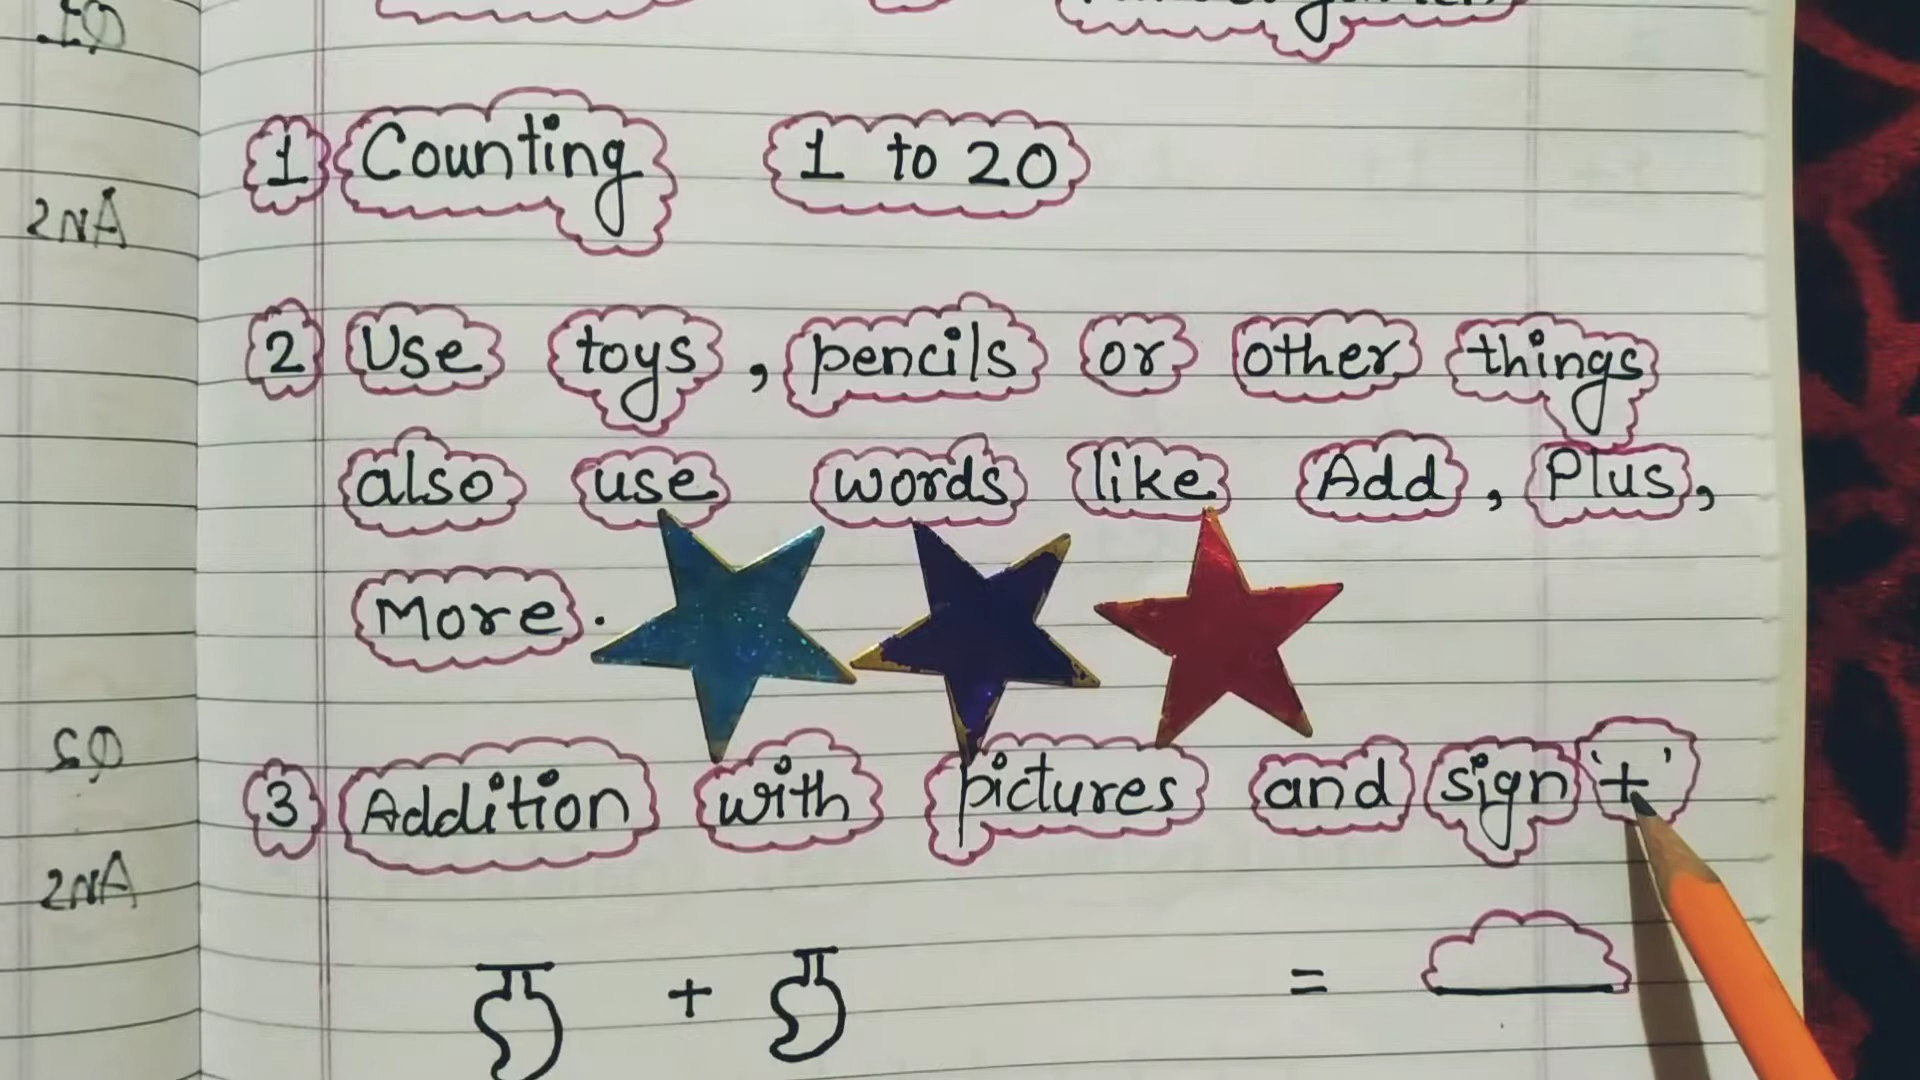 1 Counting 1 to 20
2 Use toys, pencils or other things
also use words like Add, Plus,
More.
3 Addition with pictures and sign '+'
+ =